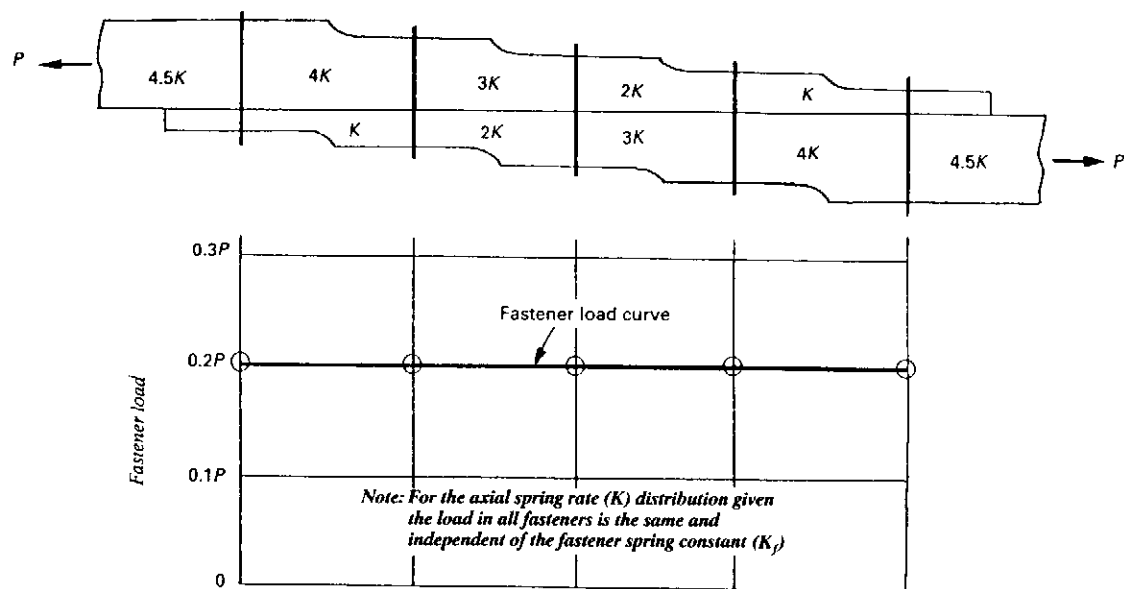 P
4.5K
4K
3K
2K
K
K
2K
3K
4K
4.5K
P
0.3P
Fastener load curve
0.2P
Fastener load
0.1P
Note: For the axial spring rate (K) distribution given
the load in all fasteners is the same and
independent of the fastener spring constant (Kf)
0